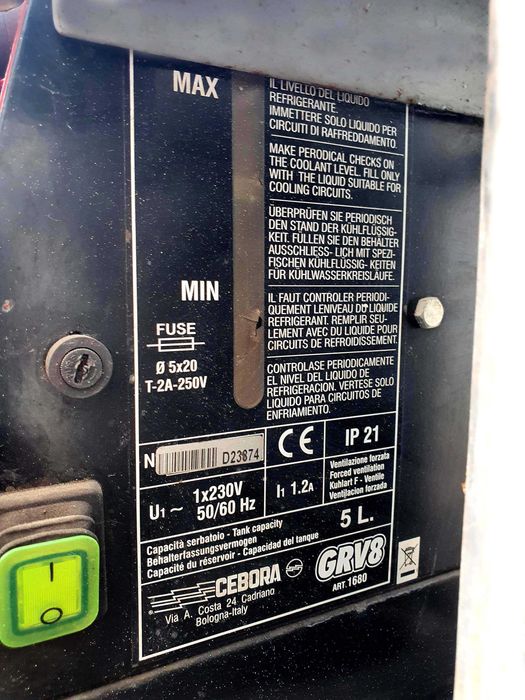 MAX
IL LIVELLO DEL LIQUIDO
REFRIGERANTE.
IMMETTERE SOLO LIQUIDO PER
CIRCUITI DI RAFFREDDAMENTO.
MAKE PERODICAL CHECKS ON
THE COOLANT LEVEL. FILL ONLY
WITH THE LIQUID SUITABLE FOR
COOLING CIRCUITS.
ÜBERPRÜFEN SIE PERIODISCH
DEN STAND DER KÜHLFLÜSSIG-
KEIT. FÜLLEN SIE DEN BEHALTER
AUSSCHLIESS- LICH MIT SPEZI-
FISCHEN KÜHLFLÜSSIG- KEITEN
FÜR KÜHLWASSERKREISLÄUFE.
MIN
IL FAUT CONTROLER PERIODI-
QUEMENT LENIVEAU DU LIQUIDE
REFRIGERANT. REMPLIR SEU-
LEMENT AVEC DU LIQUIDE POUR
CIRCUITS DE REFROIDISSEMENT.
FUSE
Ø 5x20
T-2A-250V
CONTROLASE PERIODICAMENTE
EL NIVEL DEL LIQUIDO DE
REFRIGERACION. VERTESE SOLO
LIQUIDO PARA CIRCUITOS DE
ENFRIAMIENTO.
N D23874
CE
IP 21
U1 ~ 1x230V
50/60 Hz
I1 1.2A
Ventilazione forzata
Forced ventilation
Kuhlart F - Ventile
Ventijlacion forzada
Capacità serbatoio - Tank capacity
Behalterfassungsvermogen
Capacité du réservoir - Capacidad del tanque
5 L.
CEBORA
Via A. Costa 24 Cadriano
Bologna-Italy
GRV8
ART. 1680